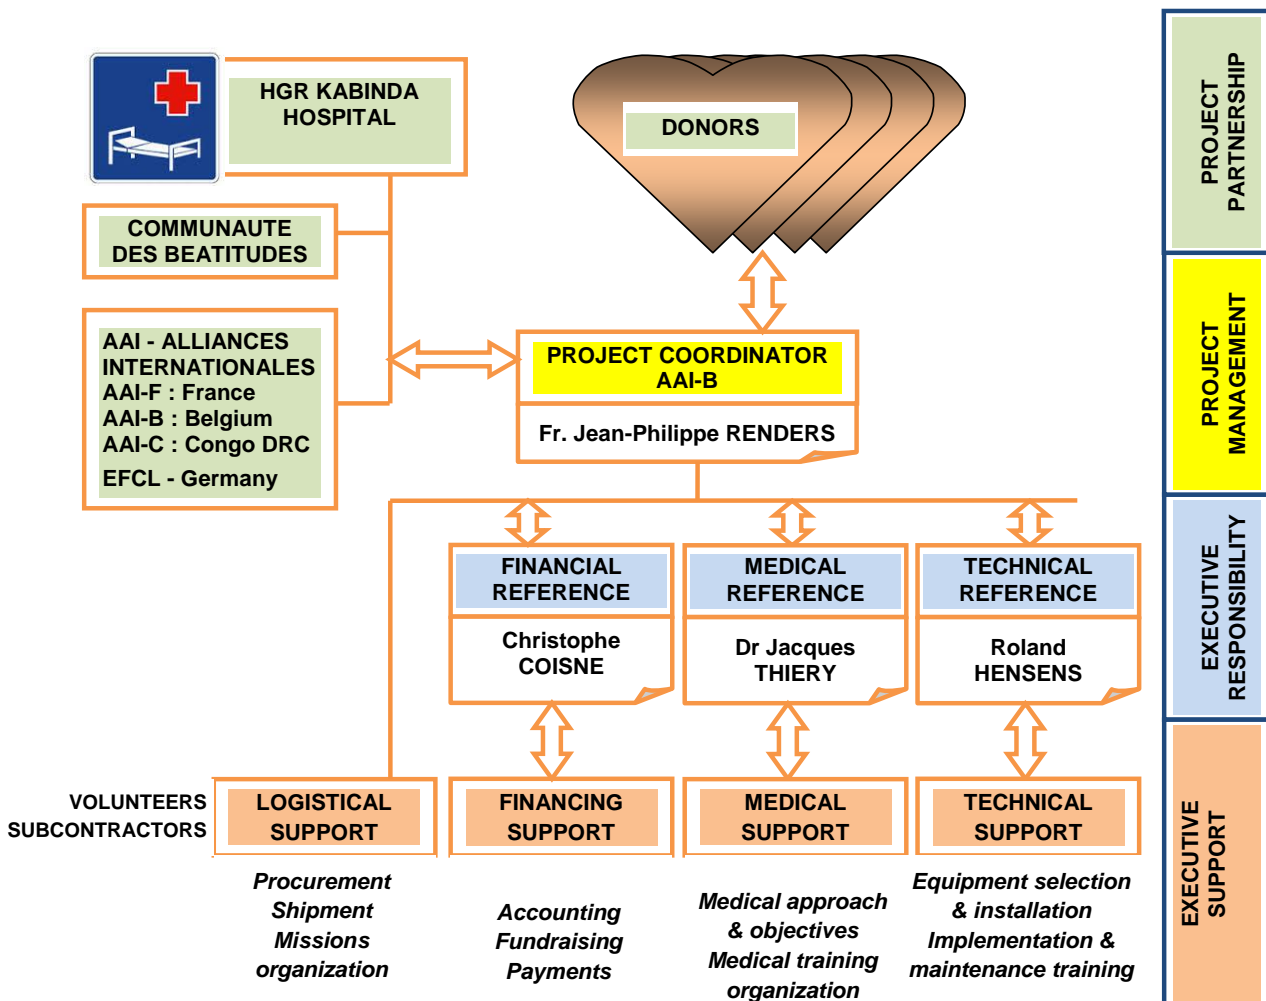 HGR KABINDA
HOSPITAL
DONORS
COMMUNAUTE
DES BEATITUDES
AAI - ALLIANCES
INTERNATIONALES
AAI-F : France
AAI-B : Belgium
AAI-C : Congo DRC
EFCL - Germany
PROJECT COORDINATOR
AAI-B
Fr. Jean-Philippe RENDERS
FINANCIAL
REFERENCE
Christophe
COISNE
MEDICAL
REFERENCE
Dr Jacques
THIERY
TECHNICAL
REFERENCE
Roland
HENSENS
VOLUNTEERS
SUBCONTRACTORS
LOGISTICAL
SUPPORT
FINANCING
SUPPORT
MEDICAL
SUPPORT
TECHNICAL
SUPPORT
Procurement
Shipment
Missions
organization
Accounting
Fundraising
Payments
Medical approach
& objectives
Medical training
organization
Equipment selection
& installation
Implementation &
maintenance training
PROJECT
PARTNERSHIP
PROJECT
MANAGEMENT
EXECUTIVE
RESPONSIBILITY
EXECUTIVE
SUPPORT